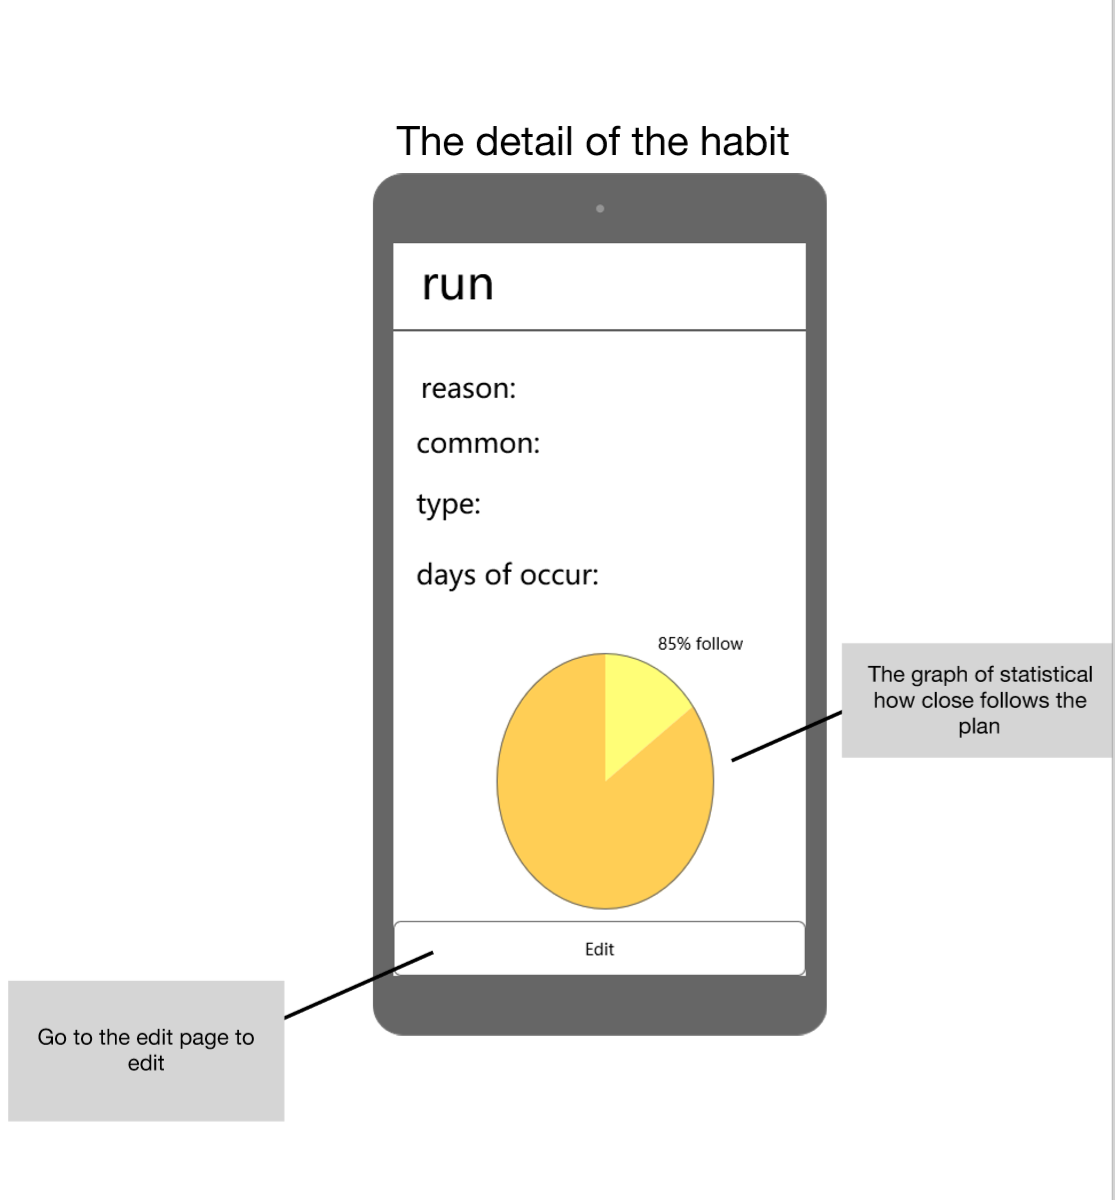 The detail of the habit
run
reason:
common:
type:
days of occur:
85% follow
The graph of statistical
how close follows the
plan
Edit
Go to the edit page to
edit